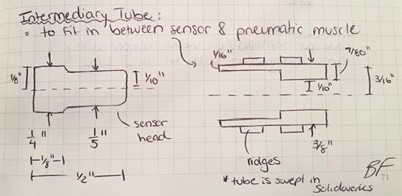 Intermediary Tube:
▫ to fit in between sensor & pneumatic muscle
1/8"
1/10"
1/4"
1/5"
sensor
head
1/8"
1/2"
1/16"
7/80"
1/10"
3/16"
3/8"
ridges
* tube is swept in
Solidworks
BF
71